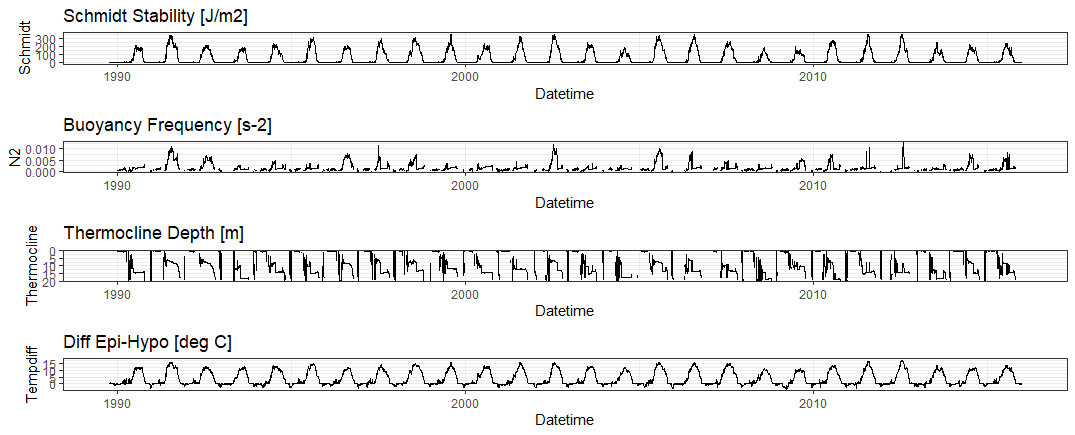 Schmidt Stability [J/m2]
Schmidt
300
200
100
0
1990
2000
2010
Datetime
Buoyancy Frequency [s-2]
N2
0.010
0.005
0.000
1990
2000
2010
Datetime
Thermocline Depth [m]
Thermocline
0
5
10
15
20
1990
2000
2010
Datetime
Diff Epi-Hypo [deg C]
Tempdiff
15
10
5
0
1990
2000
2010
Datetime